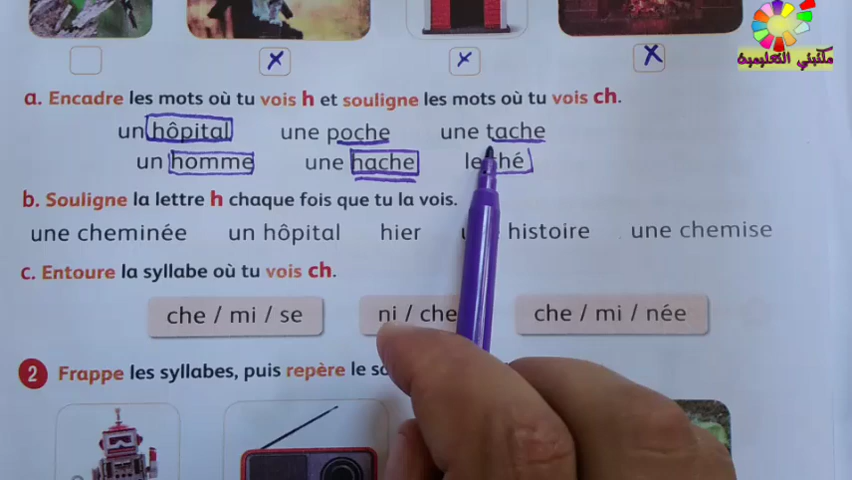 مكتبتي التعليمية
a. Encadre les mots où tu vois h et souligne les mots où tu vois ch.
un hôpital une poche une tache
un homme une hache le thé
b. Souligne la lettre h chaque fois que tu la vois.
une cheminée un hôpital hier histoire une chemise
c. Entoure la syllabe où tu vois ch.
che / mi / se ni / che che / mi / née
2 Frappe les syllabes, puis repère le